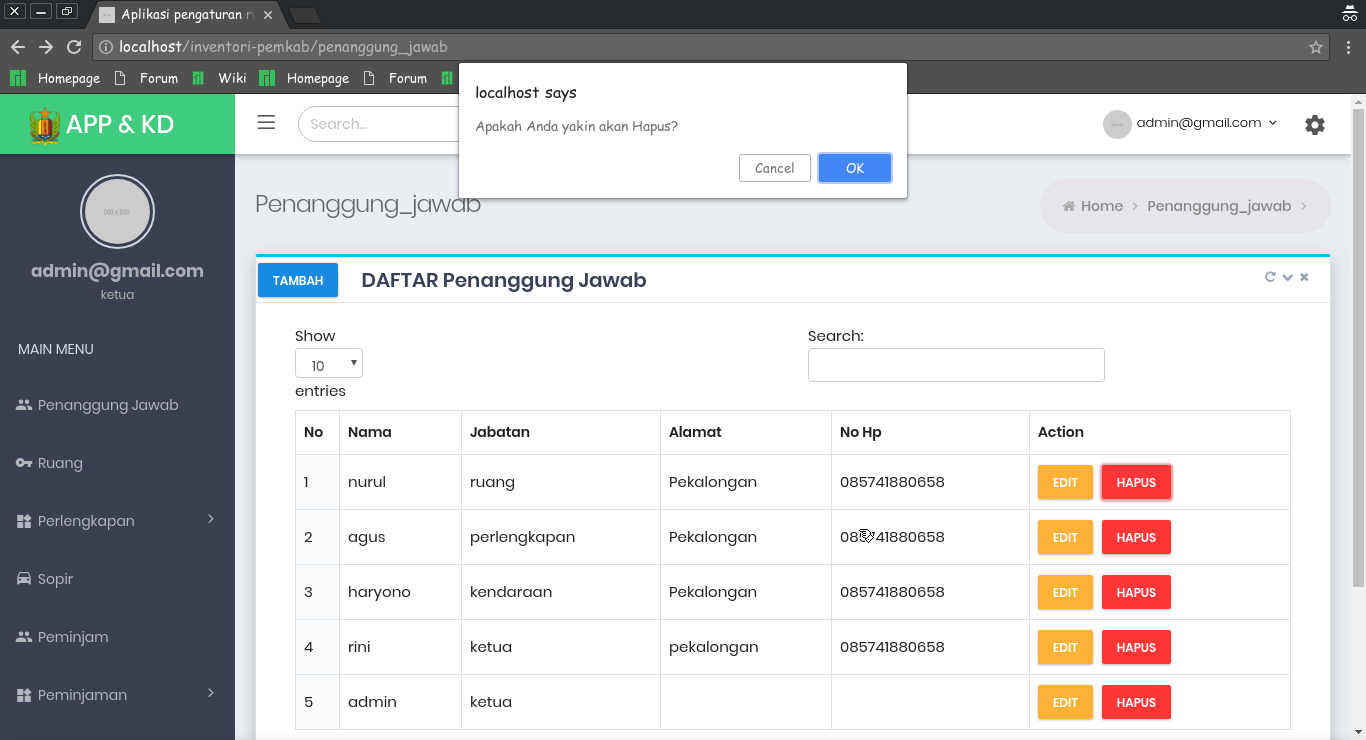 Aplikasi pengaturan r
localhost/inventori-pemkab/penanggung_jawab
Homepage Forum Wiki Homepage Forum
localhost says
Apakah Anda yakin akan Hapus?
Cancel OK
APP & KD
Search...
admin@gmail.com
200 x 200
admin@gmail.com
ketua
MAIN MENU
Penanggung Jawab
Ruang
Perlengkapan
Sopir
Peminjam
Peminjaman
Penanggung_jawab
Home Penanggung_jawab
TAMBAH DAFTAR Penanggung Jawab
Show
10
entries
Search:
No Nama Jabatan Alamat No Hp Action
1 nurul ruang Pekalongan 085741880658 EDIT HAPUS
2 agus perlengkapan Pekalongan 085741880658 EDIT HAPUS
3 haryono kendaraan Pekalongan 085741880658 EDIT HAPUS
4 rini ketua pekalongan 085741880658 EDIT HAPUS
5 admin ketua EDIT HAPUS